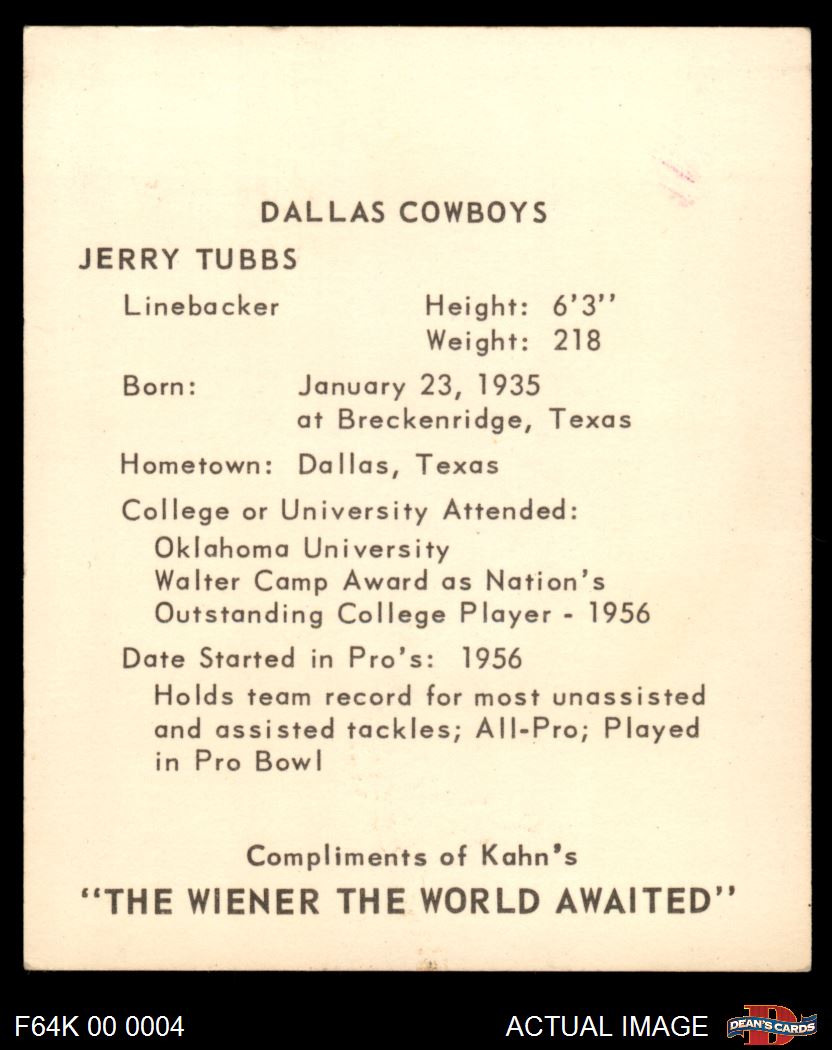 DALLAS COWBOYS
JERRY TUBBS
Linebacker Height: 6'3''
Weight: 218
Born: January 23, 1935
at Breckenridge, Texas
Hometown: Dallas, Texas
College or University Attended:
Oklahoma University
Walter Camp Award as Nation's
Outstanding College Player - 1956
Date Started in Pro's: 1956
Holds team record for most unassisted
and assisted tackles; All-Pro; Played
in Pro Bowl
Compliments of Kahn's
“THE WIENER THE WORLD AWAITED”
F64K 00 0004 ACTUAL IMAGE D DEAN'S CARDS